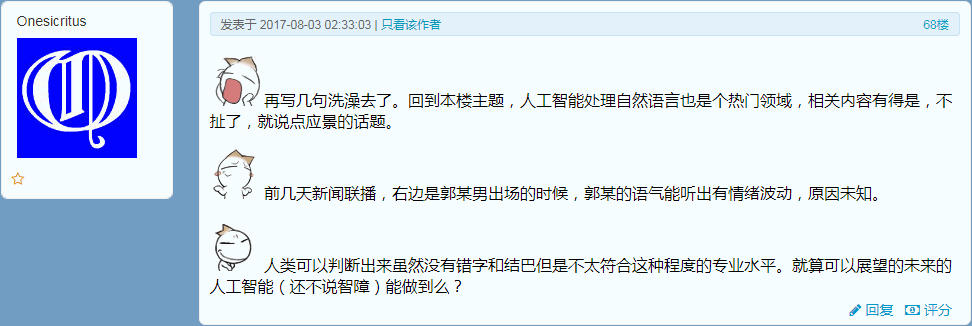 Onesicritus
发表于 2017-08-03 02:33:03 | 只看该作者
68楼
再写几句洗澡去了。回到本楼主题，人工智能处理自然语言也是个热门领域，相关内容有得是，不
扯了，就说点应景的话题。
前几天新闻联播，右边是郭某男出场的时候，郭某的语气能听出有情绪波动，原因未知。
人类可以判断出来虽然没有错字和结巴但是不太符合这种程度的专业水平。就算可以展望的未来的
人工智能（还不说智障）能做到么？
回复 评分